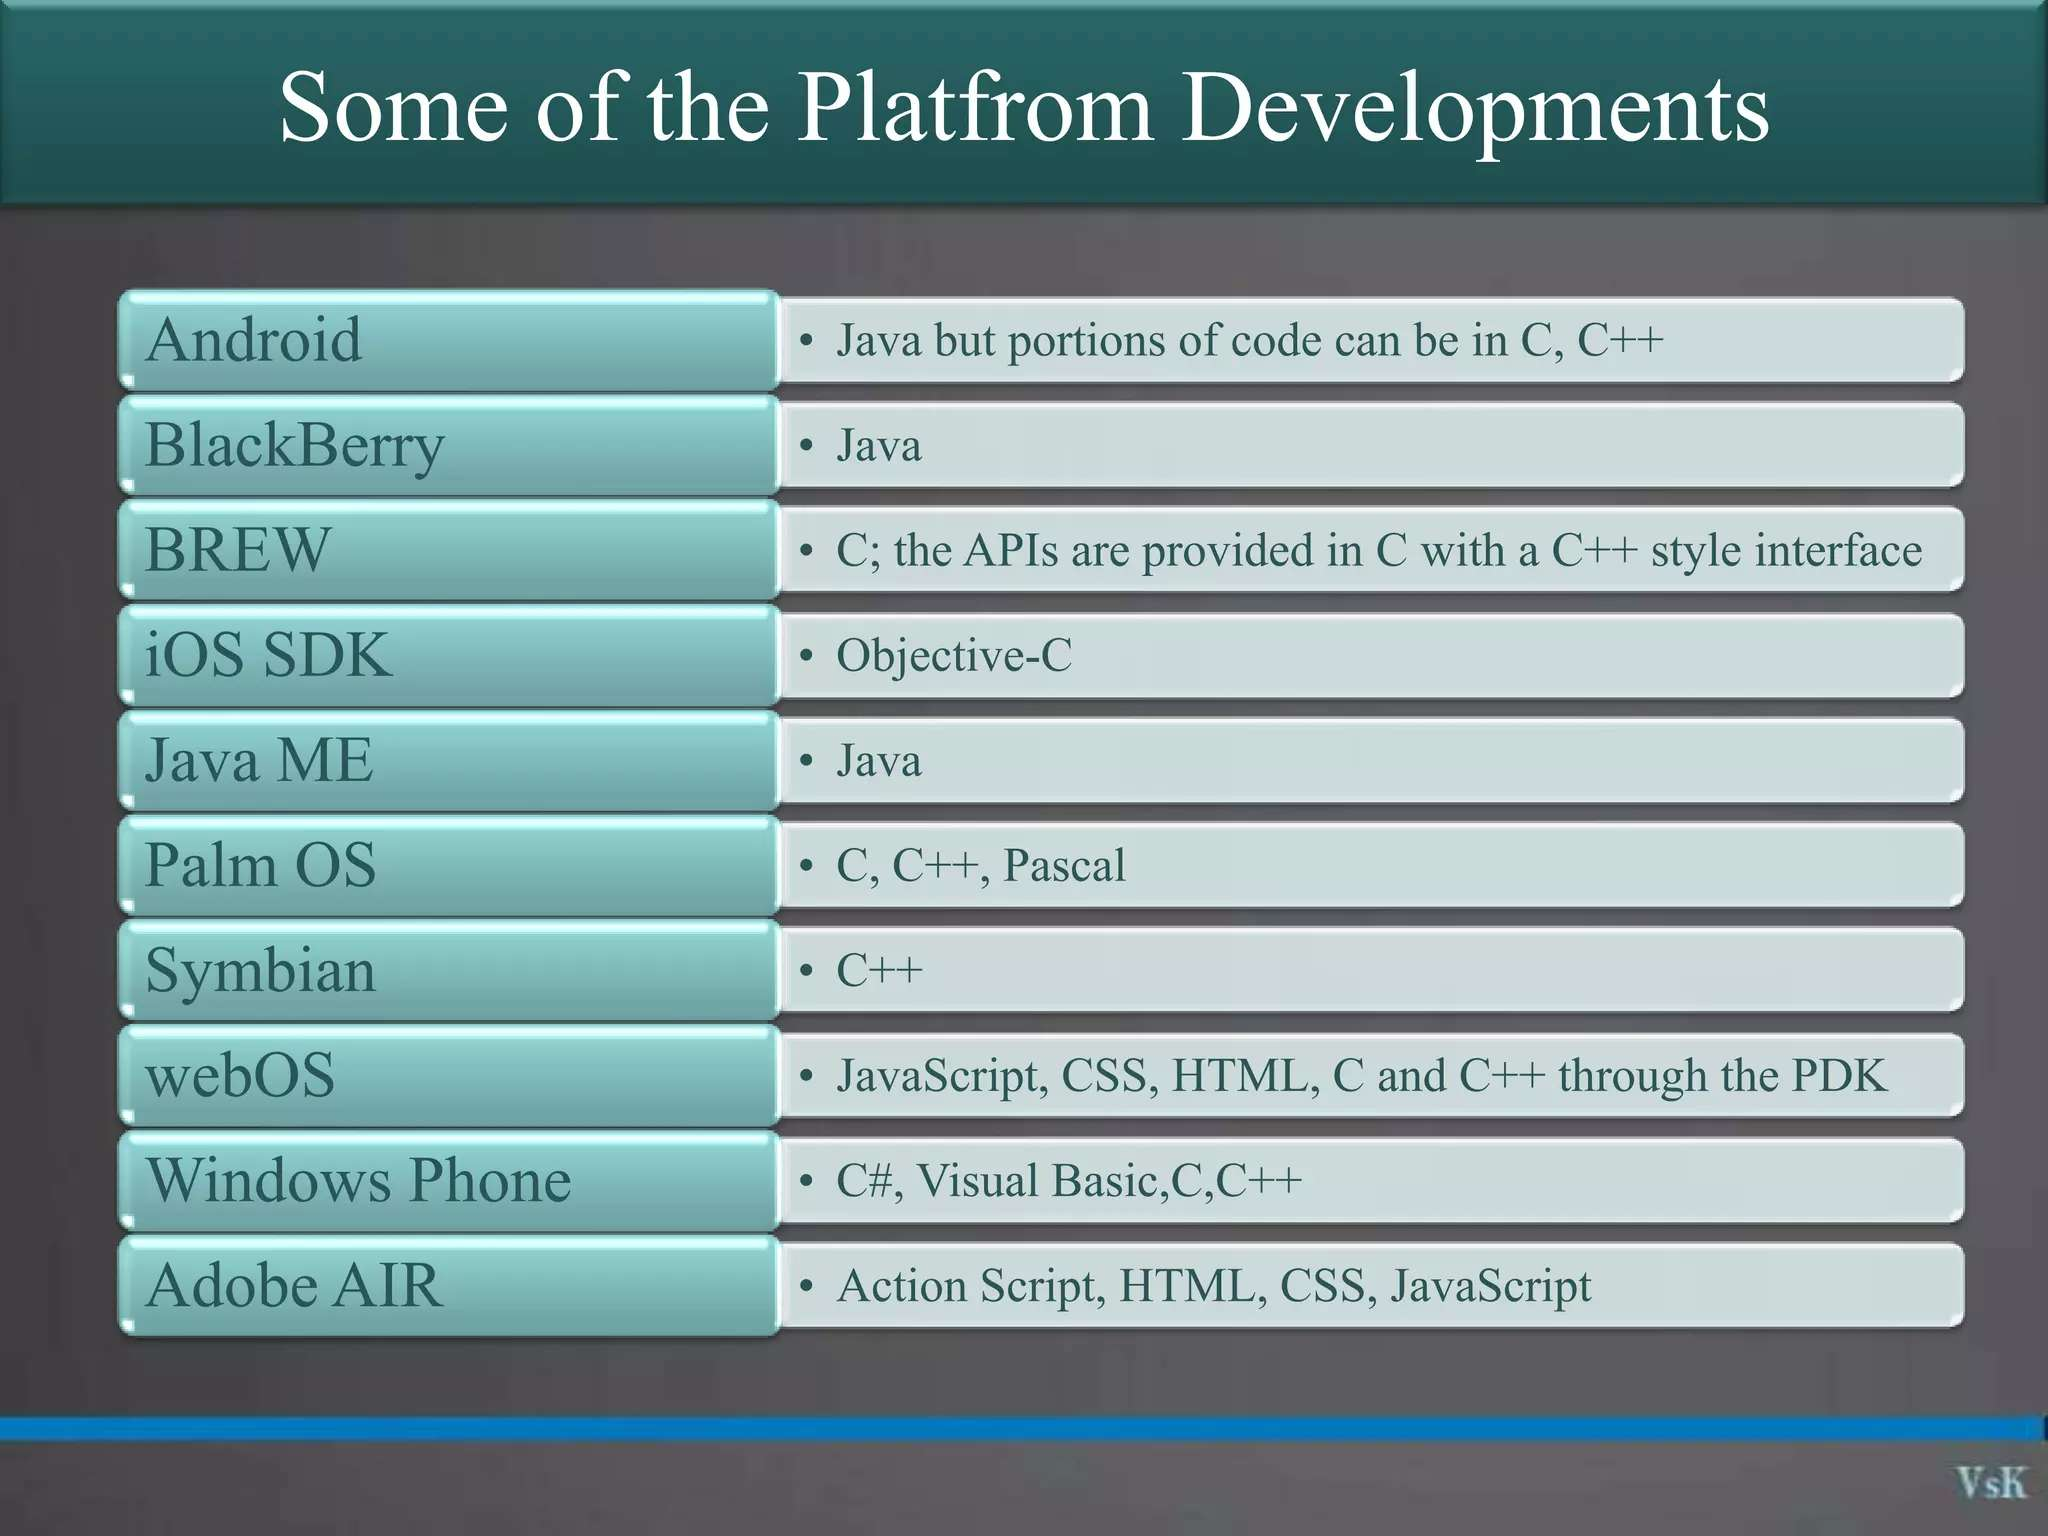 Some of the Platfrom Developments
Android
• Java but portions of code can be in C, C++
BlackBerry
• Java
BREW
• C; the APIs are provided in C with a C++ style interface
iOS SDK
• Objective-C
Java ME
• Java
Palm OS
• C, C++, Pascal
Symbian
• C++
webOS
• JavaScript, CSS, HTML, C and C++ through the PDK
Windows Phone
• C#, Visual Basic,C,C++
Adobe AIR
• Action Script, HTML, CSS, JavaScript
VsK